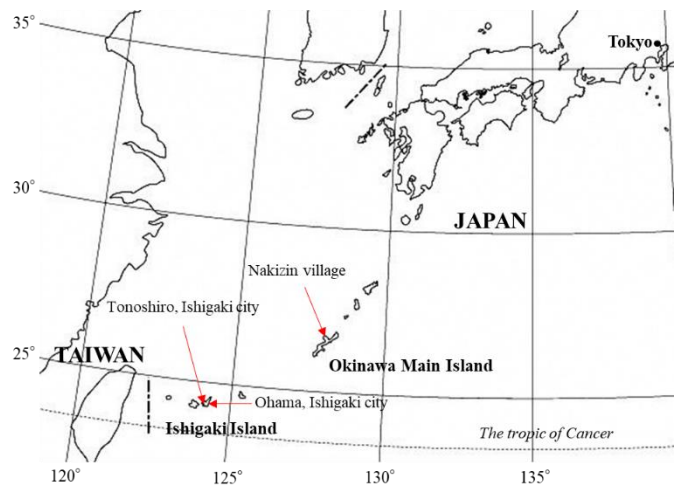 35°
Tokyo
30°
JAPAN
Nakizin village
Tonoshiro, Ishigaki city
25°
TAIWAN
Okinawa Main Island
Ohama, Ishigaki city
Ishigaki Island
The tropic of Cancer
120°
125°
130°
135°